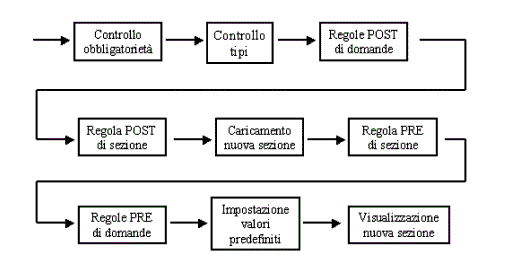 Controllo
obbligatorietà
Controllo
tipi
Regole POST
di domande
Regola POST
di sezione
Caricamento
nuova sezione
Regola PRE
di sezione
Regole PRE
di domande
Impostazione
valori
predefiniti
Visualizzazione
nuova sezione